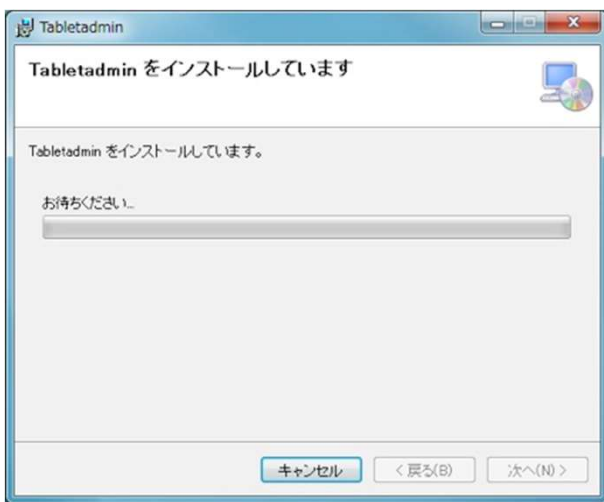 Tabletadmin
Tabletadmin をインストールしています
Tabletadmin をインストールしています。
お待ちください...
キャンセル
< 戻る(B)
次へ(N) >